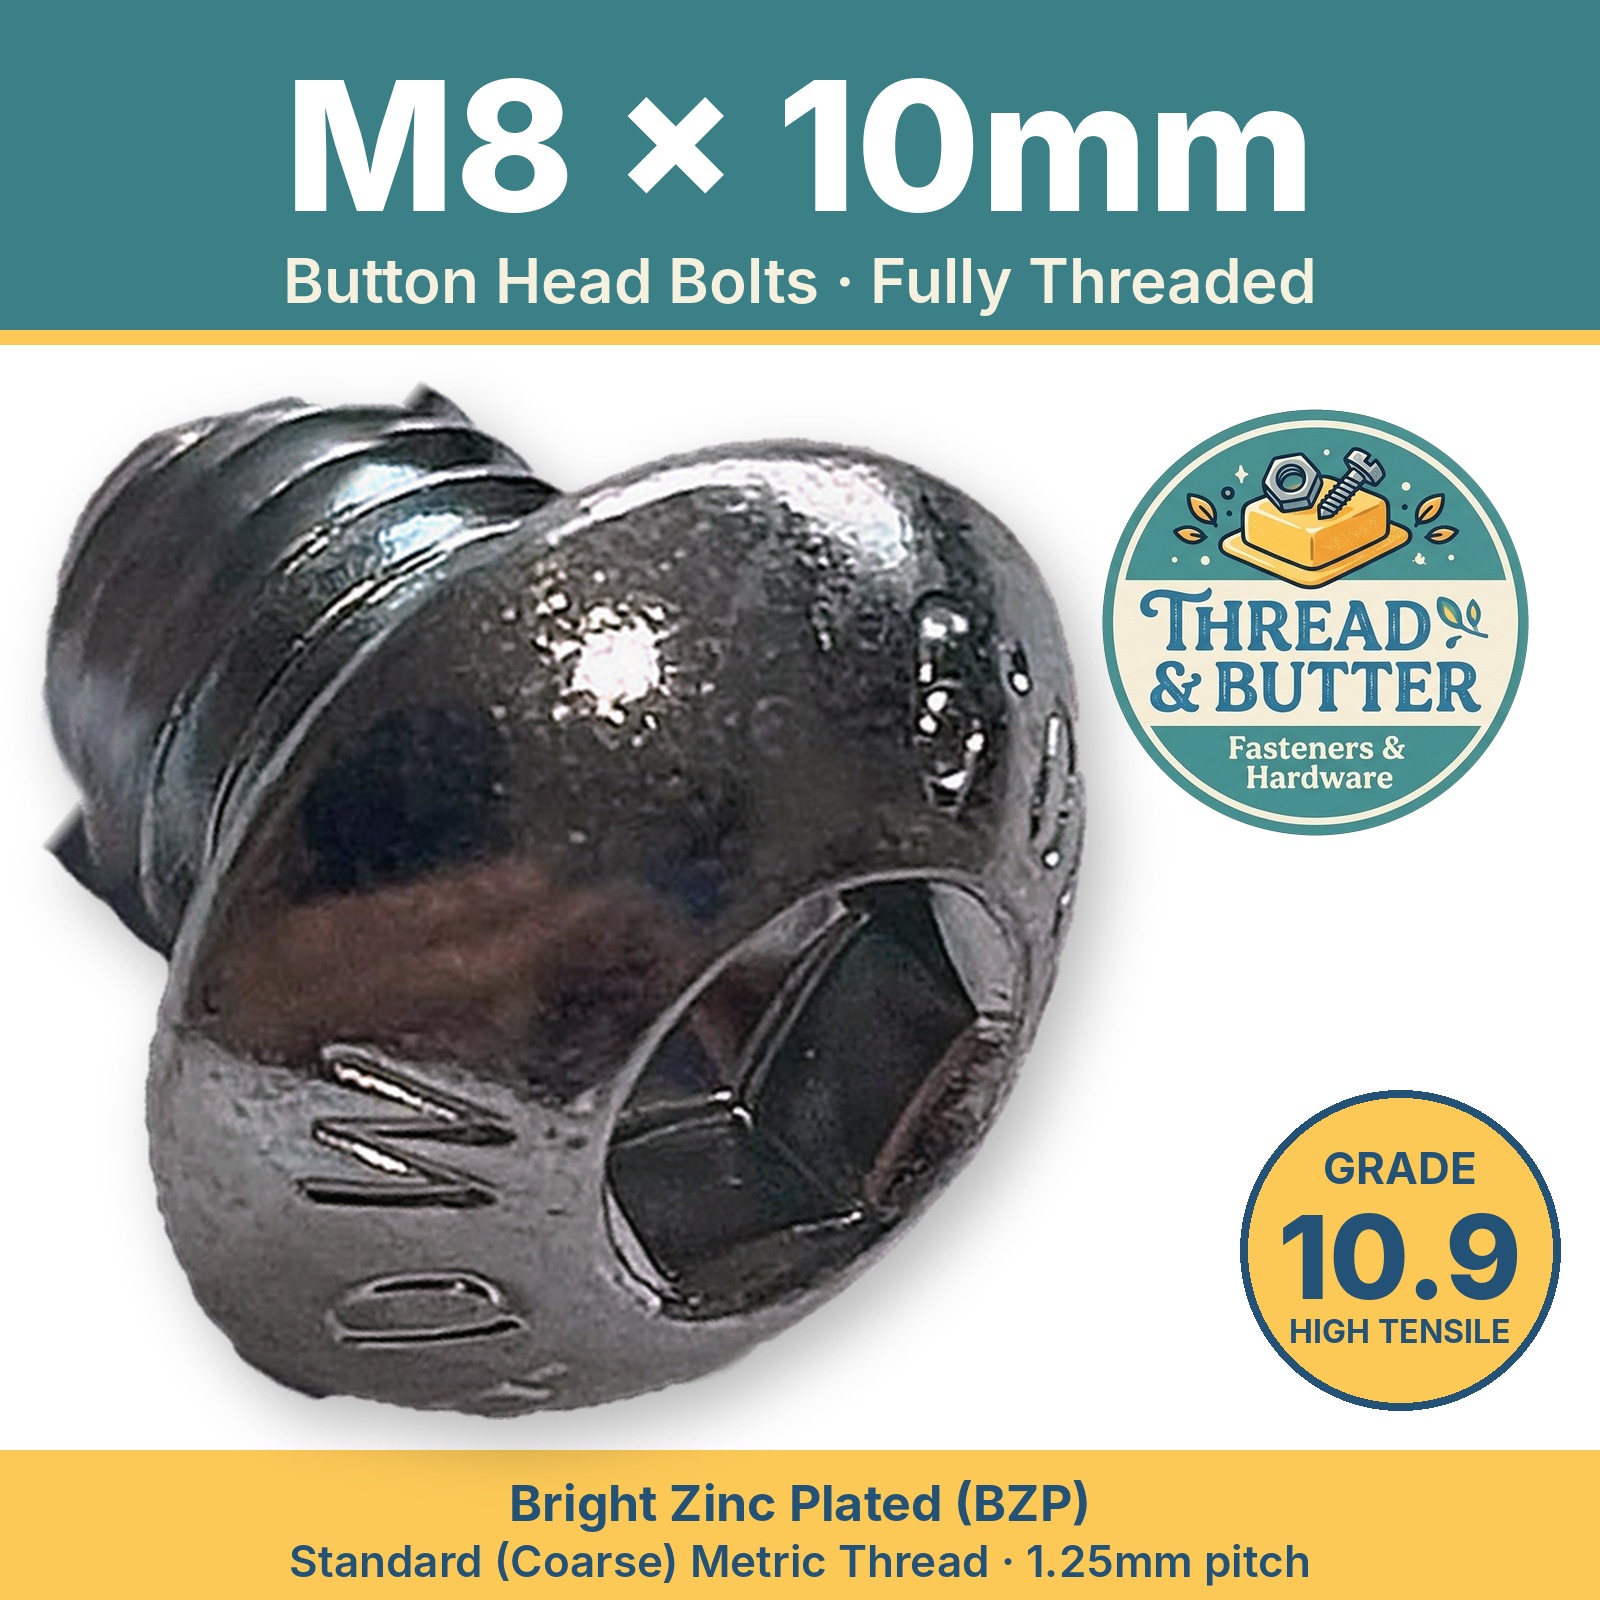 M8 × 10mm
Button Head Bolts · Fully Threaded
THREAD
& BUTTER
Fasteners &
Hardware
GRADE
10.9
HIGH TENSILE
Bright Zinc Plated (BZP)
Standard (Coarse) Metric Thread · 1.25mm pitch